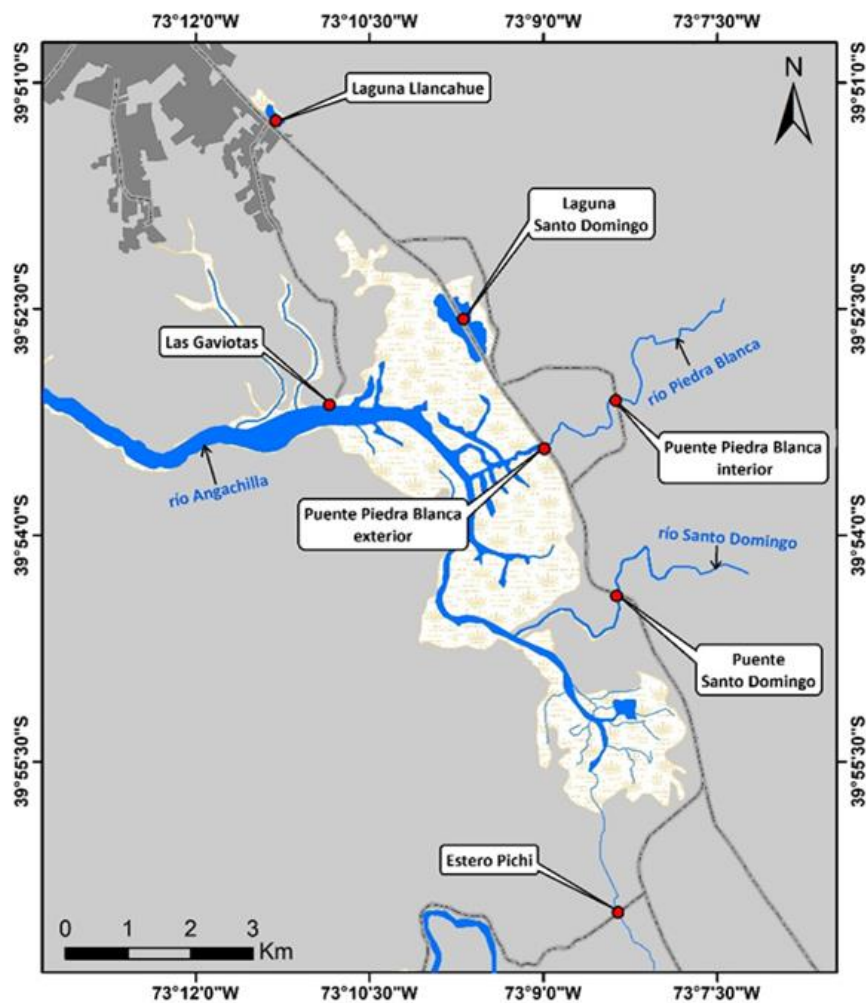 73°12'0"W
73°10'30"W
73°9'0"W
73°7'30"W
39°51'0"S
39°51'0"S
N
Laguna Llancahue
Laguna
Santo Domingo
39°52'30"S
39°52'30"S
Las Gaviotas
río Piedra Blanca
río Angachilla
Puente Piedra Blanca
interior
Puente Piedra Blanca
exterior
39°54'0"S
39°54'0"S
río Santo Domingo
Puente
Santo Domingo
39°55'30"S
39°55'30"S
Estero Pichi
0 1 2 3
Km
73°12'0"W
73°10'30"W
73°9'0"W
73°7'30"W